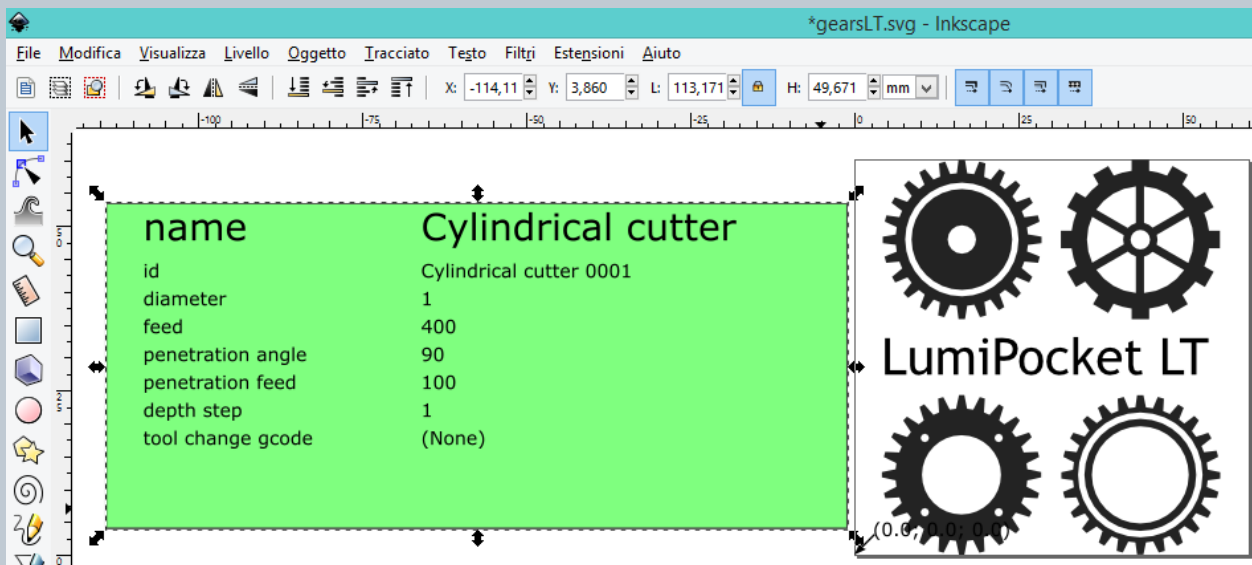 *gearsLT.svg - Inkscape
File Modifica Visualizza Livello Oggetto Tracciato Testo Filtri Estensioni Aiuto
X: -114,11 Y: 3,860 L: 113,171 H: 49,671 mm
-100 -75 -50 -25 0 25 50
50
name Cylindrical cutter
id Cylindrical cutter 0001
diameter 1
feed 400
penetration angle 90
penetration feed 100
depth step 1
tool change gcode (None)
LumiPocket LT
25
(0.0; 0.0; 0.0)
0